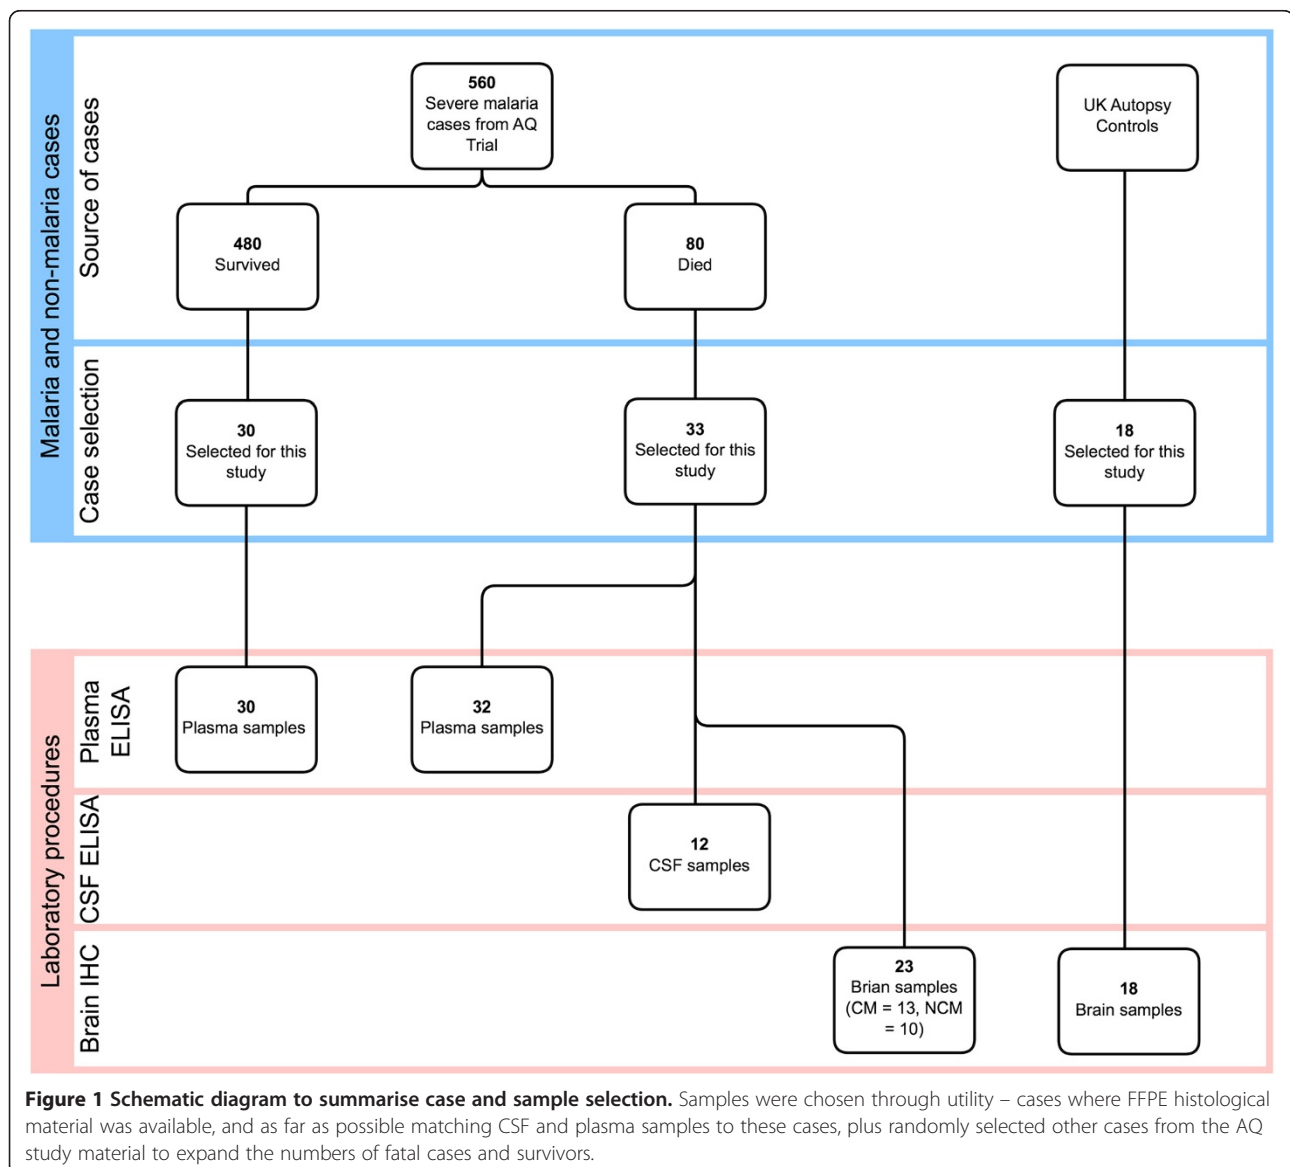 Malaria and non-malaria cases
Source of cases
560
Severe malaria
cases from AQ
Trial
UK Autopsy
Controls
480
Survived
80
Died
Case selection
30
Selected for this
study
33
Selected for this
study
18
Selected for this
study
Laboratory procedures
Plasma
ELISA
30
Plasma samples
32
Plasma samples
CSF ELISA
12
CSF samples
Brain IHC
23
Brian samples
(CM = 13, NCM
= 10)
18
Brain samples
Figure 1 Schematic diagram to summarise case and sample selection. Samples were chosen through utility – cases where FFPE histological
material was available, and as far as possible matching CSF and plasma samples to these cases, plus randomly selected other cases from the AQ
study material to expand the numbers of fatal cases and survivors.